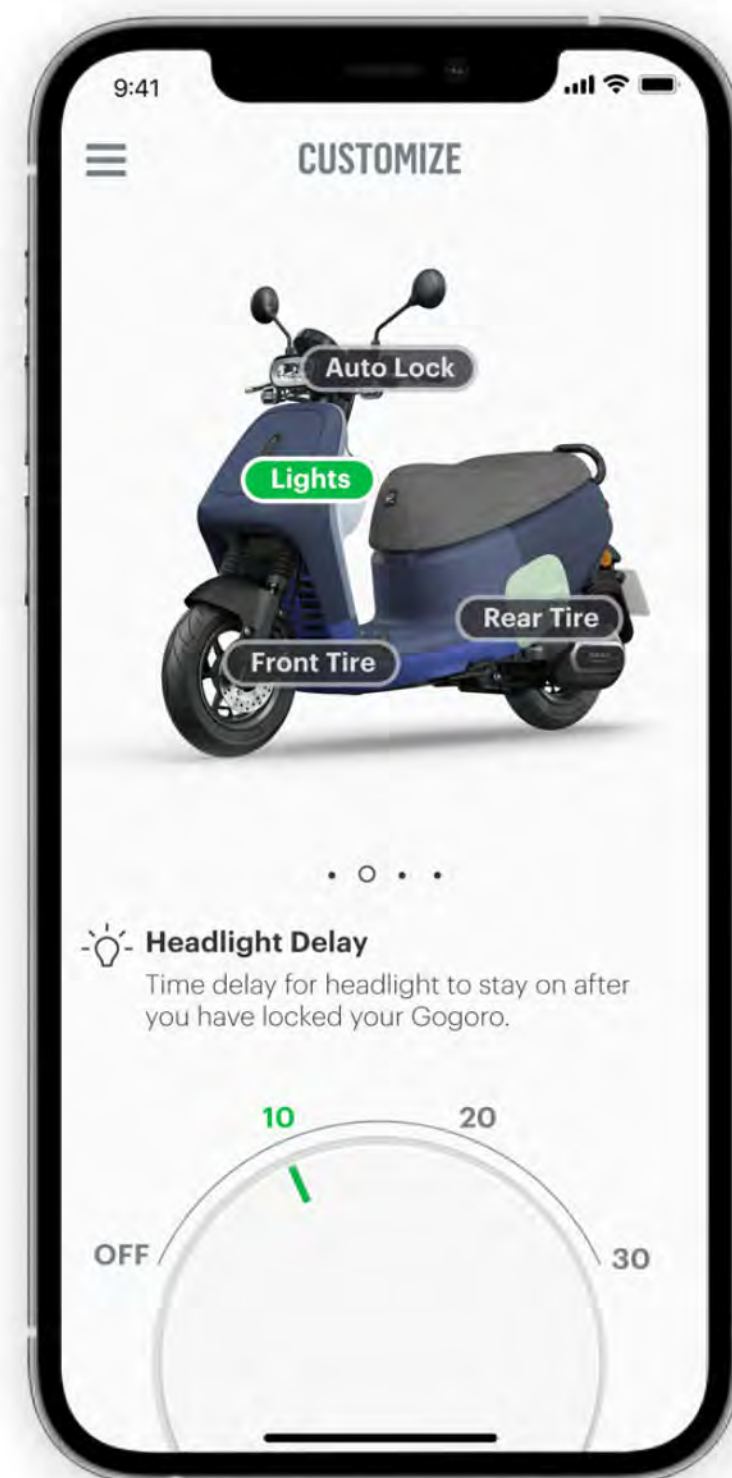 9:41
CUSTOMIZE
Auto Lock
Lights
Rear Tire
Front Tire
Headlight Delay
Time delay for headlight to stay on after
you have locked your Gogoro.
10
20
OFF
30